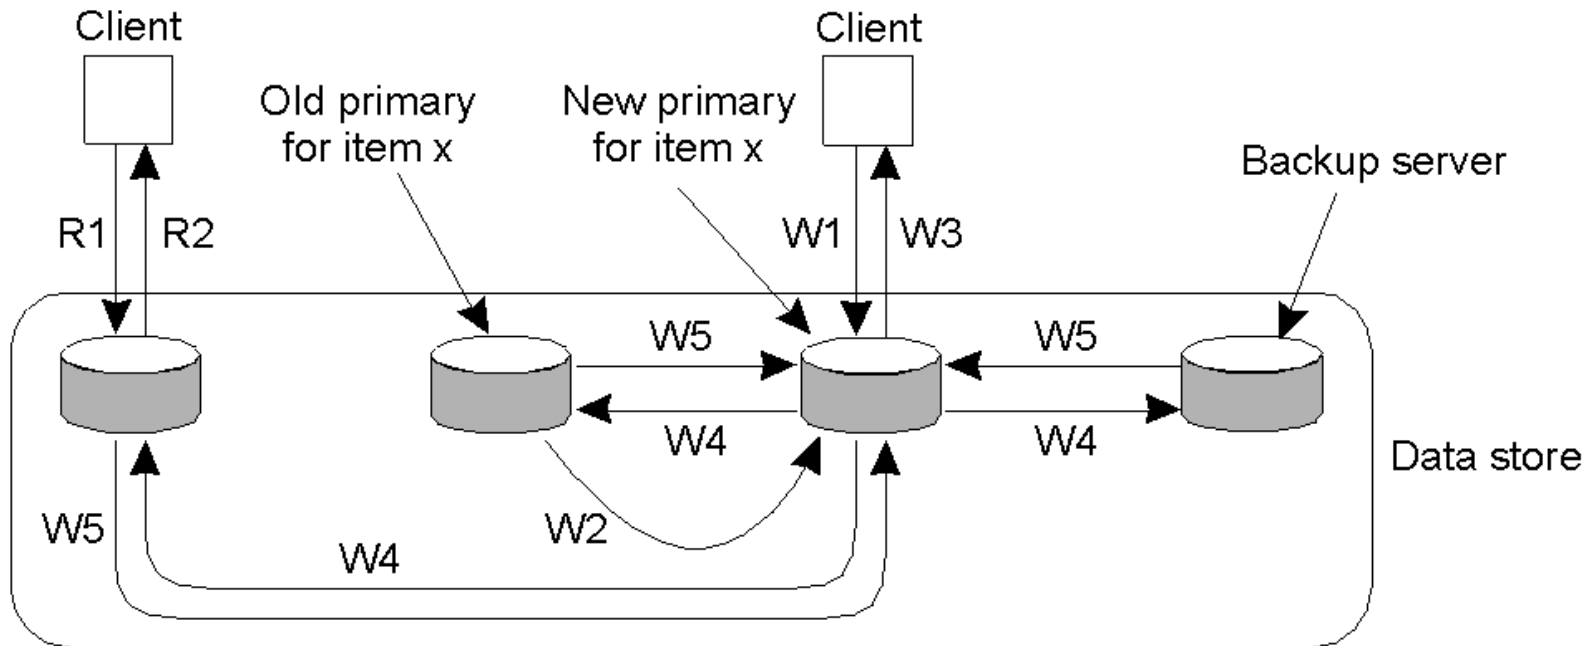 Client
Client
Old primary
for item x
New primary
for item x
Backup server
R1
R2
W1
W3
W5
W5
W4
W4
Data store
W5
W2
W4